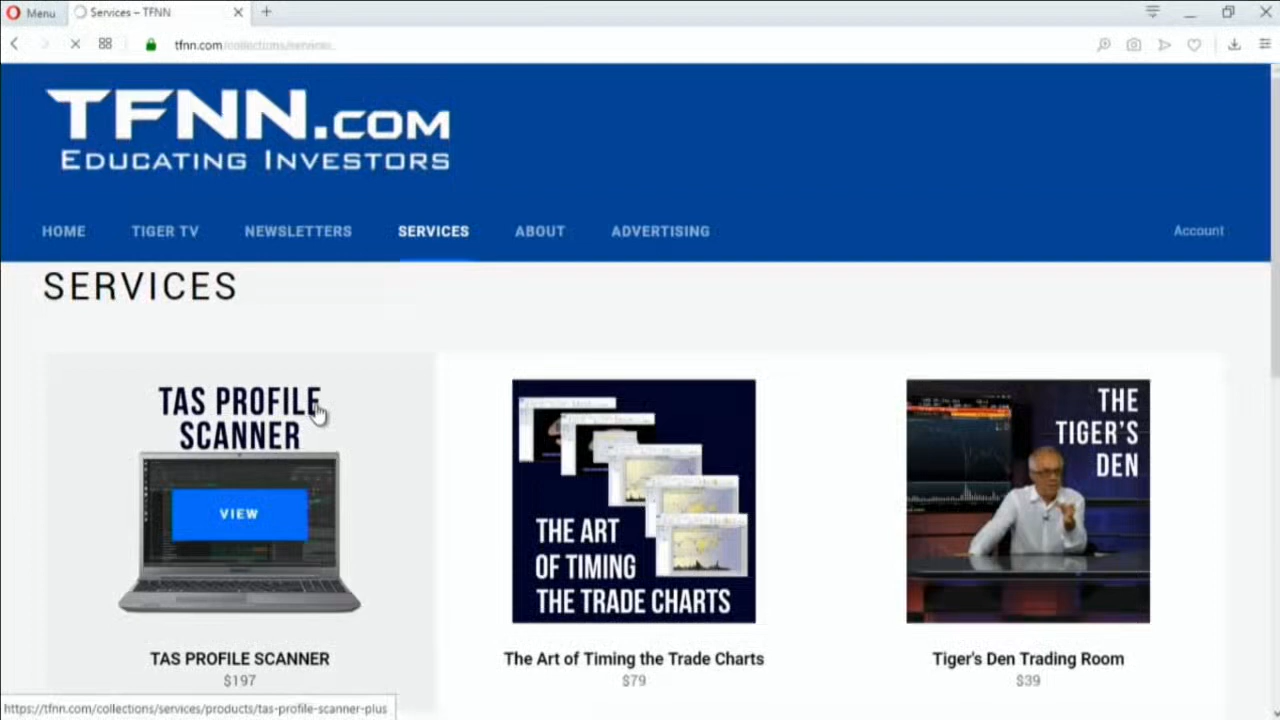 Menu
Services – TFNN
tfnn.com/collections/services
TFNN.COM
EDUCATING INVESTORS
HOME
TIGER TV
NEWSLETTERS
SERVICES
ABOUT
ADVERTISING
Account
SERVICES
TAS PROFILE
SCANNER
VIEW
THE ART
OF TIMING
THE TRADE CHARTS
THE
TIGER'S
DEN
TAS PROFILE SCANNER
$197
The Art of Timing the Trade Charts
$79
Tiger's Den Trading Room
$39
https://tfnn.com/collections/services/products/tas-profile-scanner-plus